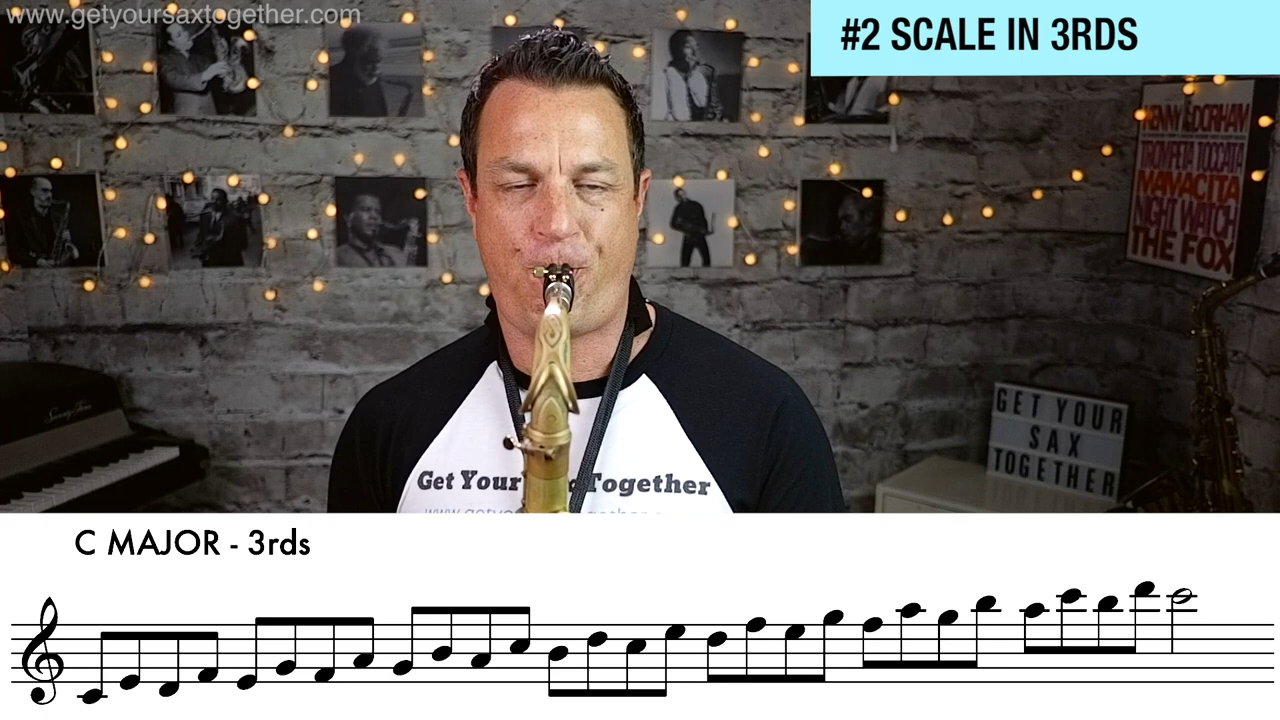 www.getyoursaxtogether.com
#2 SCALE IN 3RDS
KENNY DORHAM
TROMPETA TOCCATA
MAMACITA
NIGHT WATCH
THE FOX
GET YOUR
SAX
TOGETHER
Get Your Together
C MAJOR - 3rds